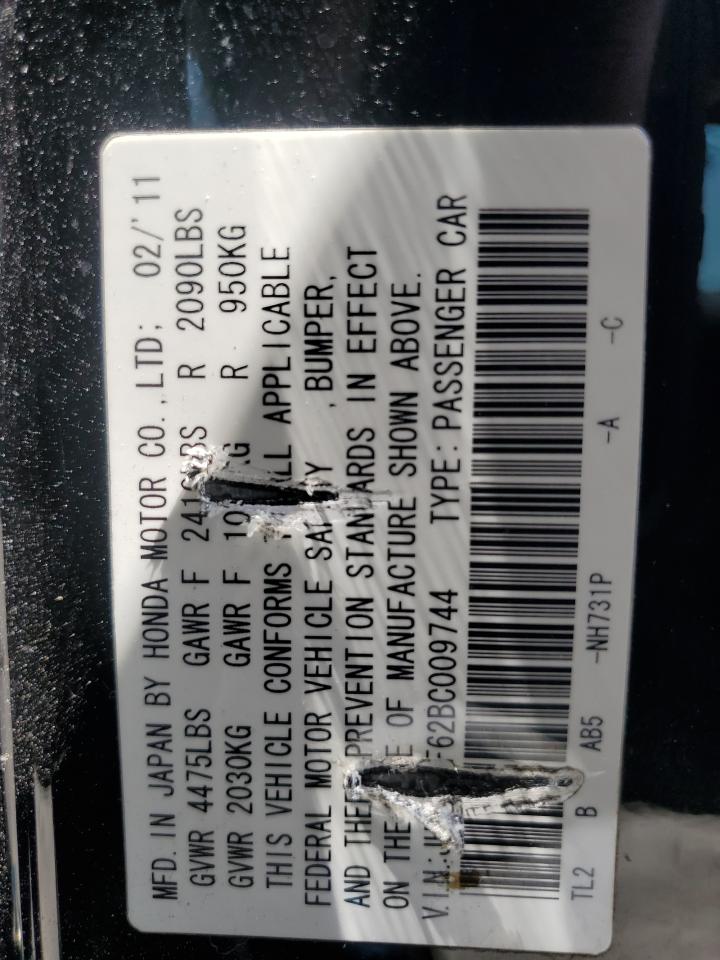 MFD. IN JAPAN BY HONDA MOTOR CO., LTD; 02/'11
GVWR 4475LBS GAWR F R 2090LBS
GVWR 2030KG GAWR F R 950KG
THIS VEHICLE CONFORMS APPLICABLE
FEDERAL MOTOR VEHICLE , BUMPER,
AND PREVENTION STANDARDS IN EFFECT
ON THE OF MANUFACTURE SHOWN ABOVE.
VIN: F62BC009744 TYPE: PASSENGER CAR
TL2 B AB5 -NH731P -A -C